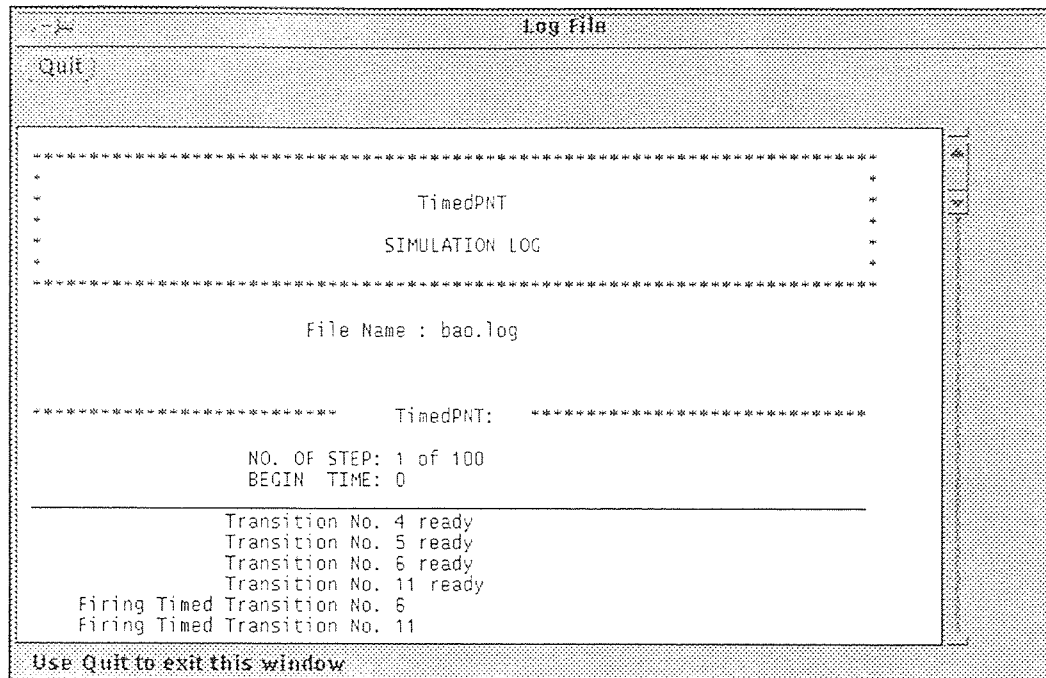 Log File
Quit
*****************************************************************************
* *
* TimedPNT *
* *
* SIMULATION LOG *
* *
*****************************************************************************
File Name : bao.log
**************************** TimedPNT: *******************************
NO. OF STEP: 1 of 100
BEGIN TIME: 0
Transition No. 4 ready
Transition No. 5 ready
Transition No. 6 ready
Transition No. 11 ready
Firing Timed Transition No. 6
Firing Timed Transition No. 11
Use Quit to exit this window